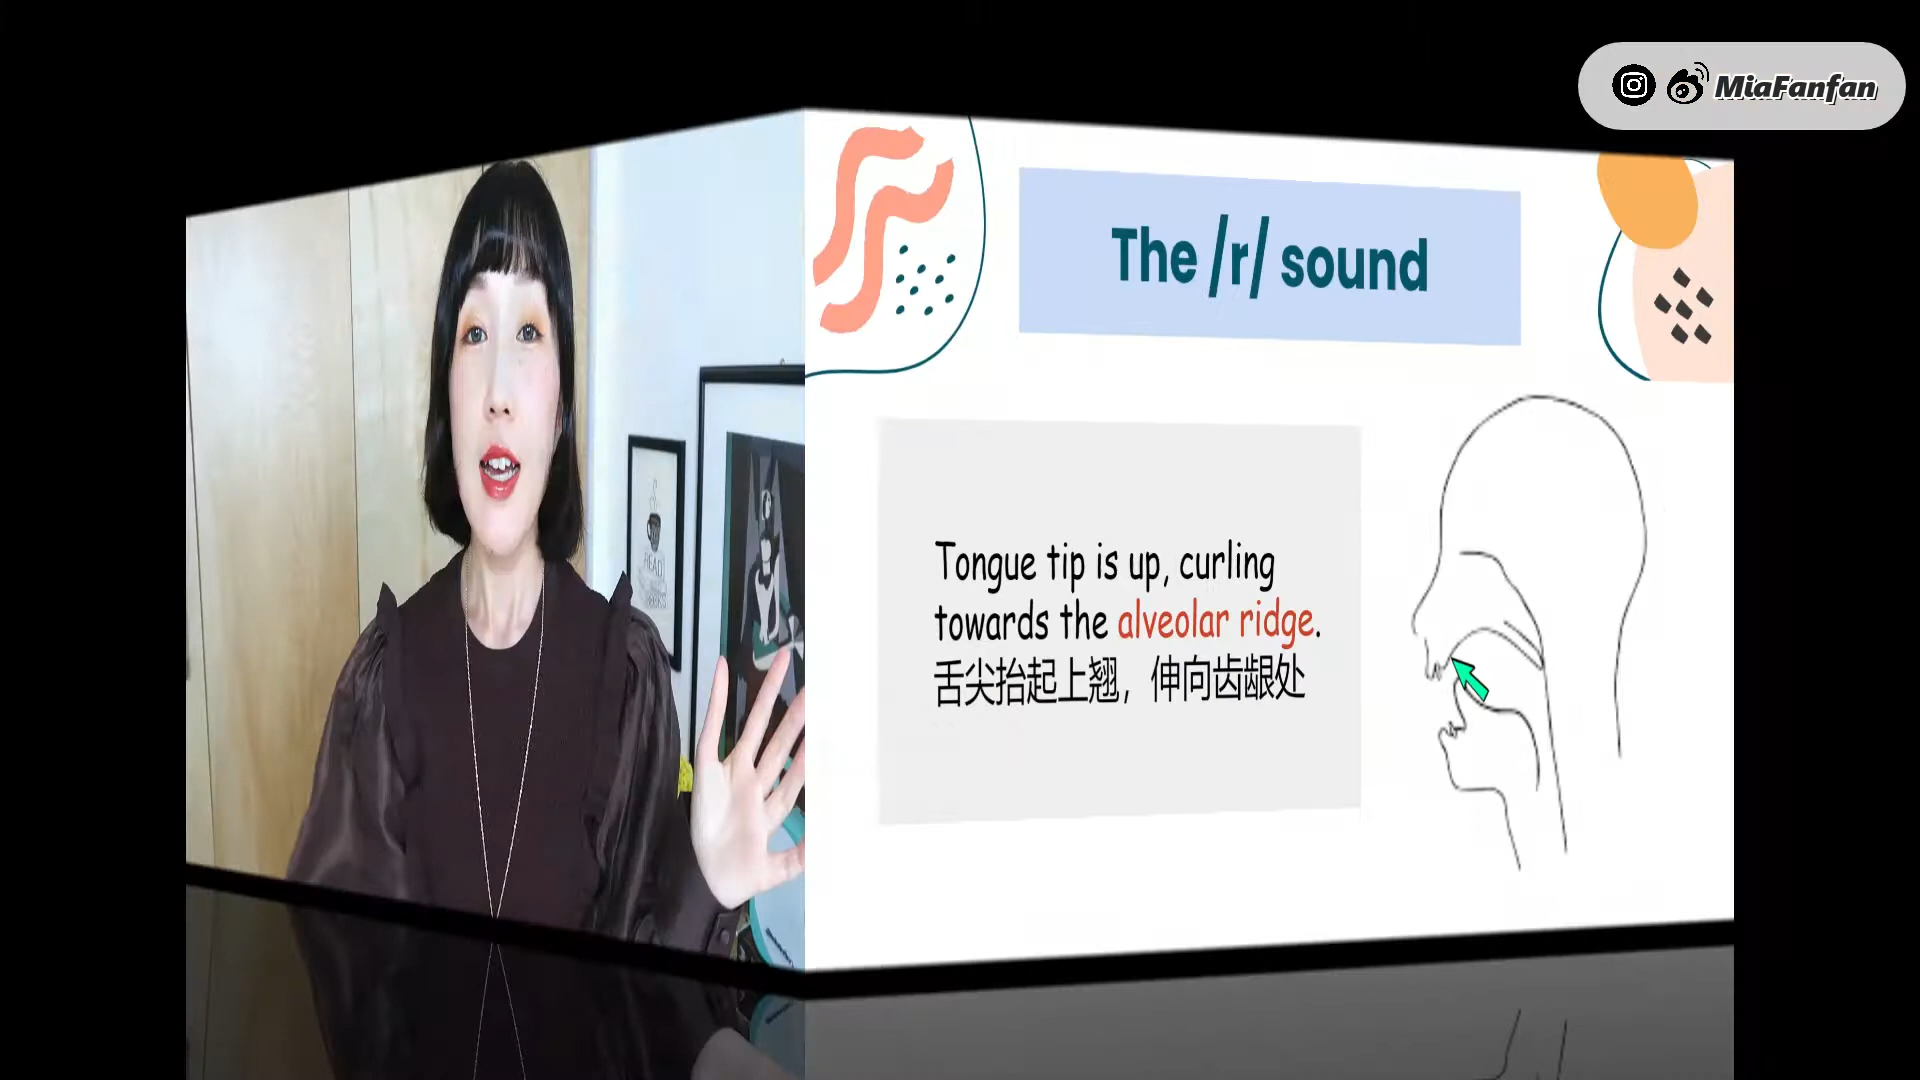 MiaFanfan
The /r/ sound
Tongue tip is up, curling
towards the alveolar ridge.
舌尖抬起上翘，伸向齿龈处
READ